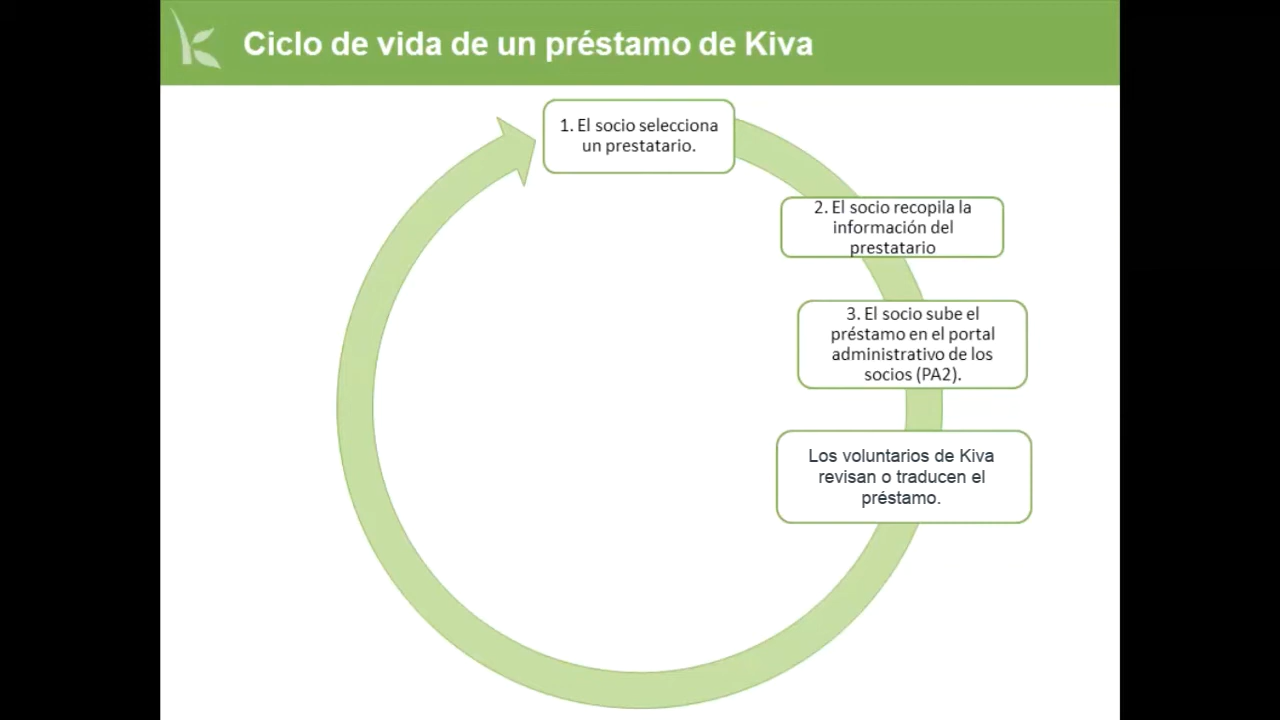 Ciclo de vida de un préstamo de Kiva
1. El socio selecciona
un prestatario.
2. El socio recopila la
información del
prestatario
3. El socio sube el
préstamo en el portal
administrativo de los
socios (PA2).
Los voluntarios de Kiva
revisan o traducen el
préstamo.